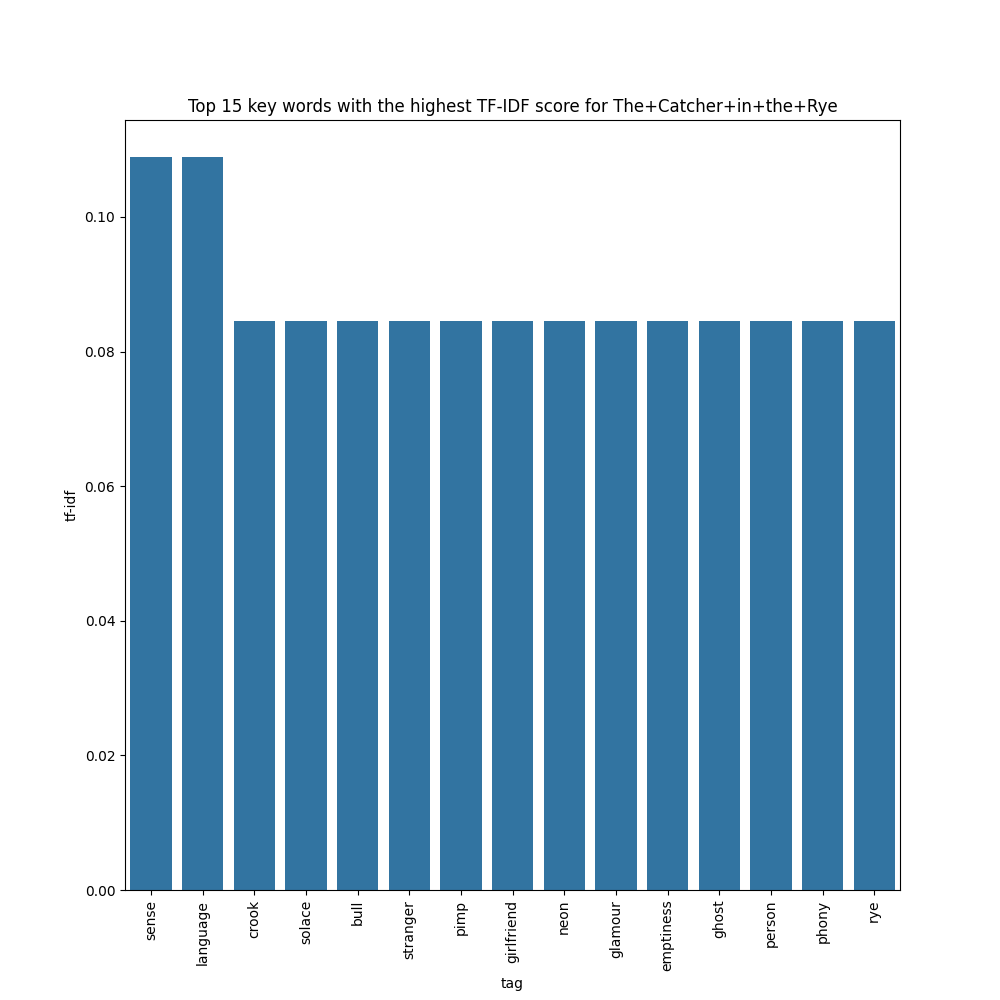 Top 15 key words with the highest TF-IDF score for The+Catcher+in+the+Rye
0.10
0.08
0.06
0.04
0.02
0.00
tf-idf
sense
language
crook
solace
bull
stranger
pimp
girlfriend
neon
glamour
emptiness
ghost
person
phony
rye
tag